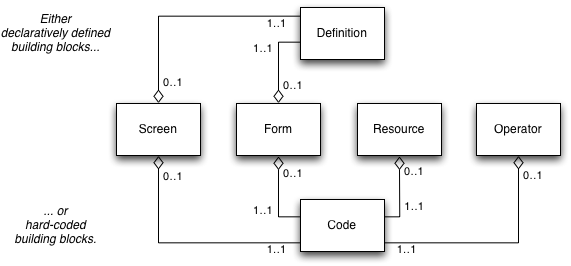 Either
declaratively defined
building blocks...
1..1
Definition
1..1
0..1
0..1
Screen
Form
Resource
Operator
0..1
0..1
0..1
0..1
... or
hard-coded
building blocks.
1..1
1..1
Code
1..1
1..1